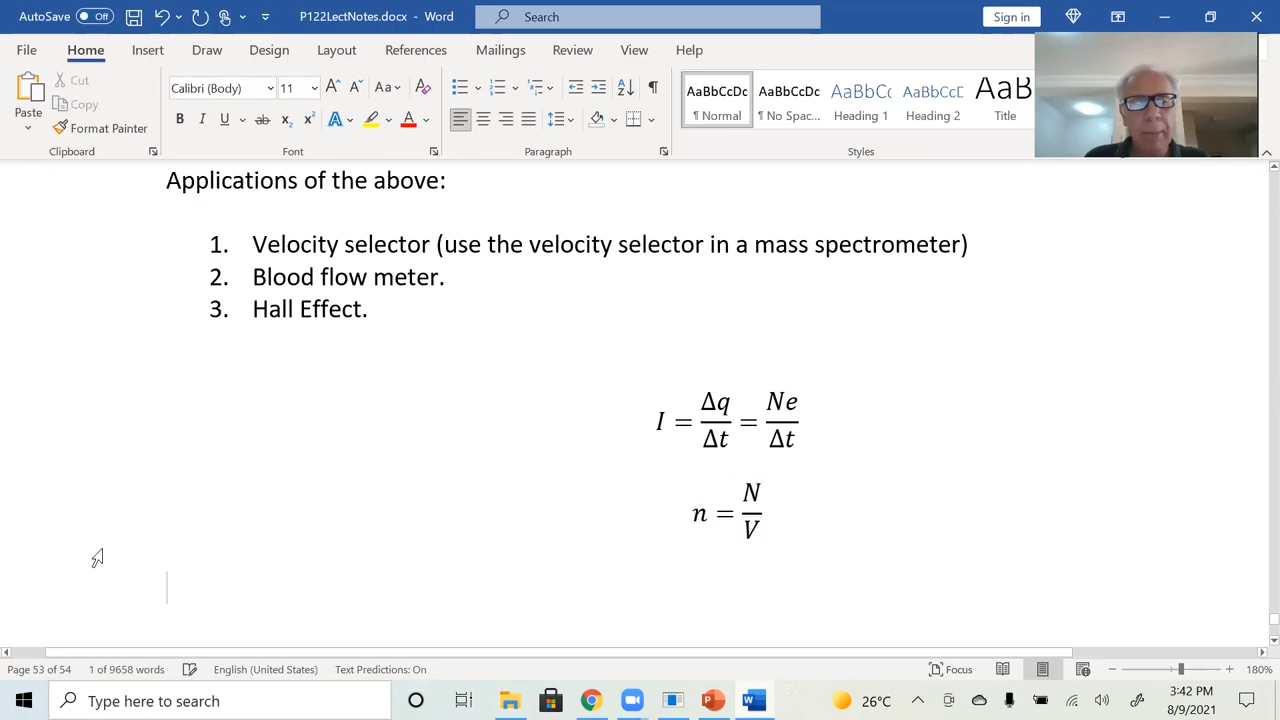 AutoSave Off P122LectNotes.docx - Word Search Sign in
File Home Insert Draw Design Layout References Mailings Review View Help
Paste Cut Copy Format Painter Clipboard
Calibri (Body) 11 Font
Paragraph
AaBbCcDc ¶ Normal AaBbCcDc ¶ No Spac... AaBbCc Heading 1 AaBbCcD Heading 2 AaB Title Styles
Applications of the above:
1. Velocity selector (use the velocity selector in a mass spectrometer)
2. Blood flow meter.
3. Hall Effect.
I = Δq/Δt = Ne/Δt
n = N/V
Page 53 of 54 1 of 9658 words English (United States) Text Predictions: On Focus 180%
Type here to search 26°C 3:42 PM
8/9/2021